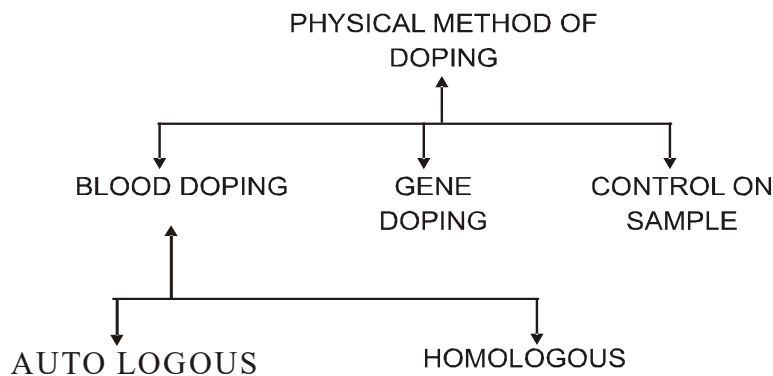 PHYSICAL METHOD OF
DOPING
BLOOD DOPING
GENE
DOPING
CONTROL ON
SAMPLE
AUTO LOGOUS
HOMOLOGOUS